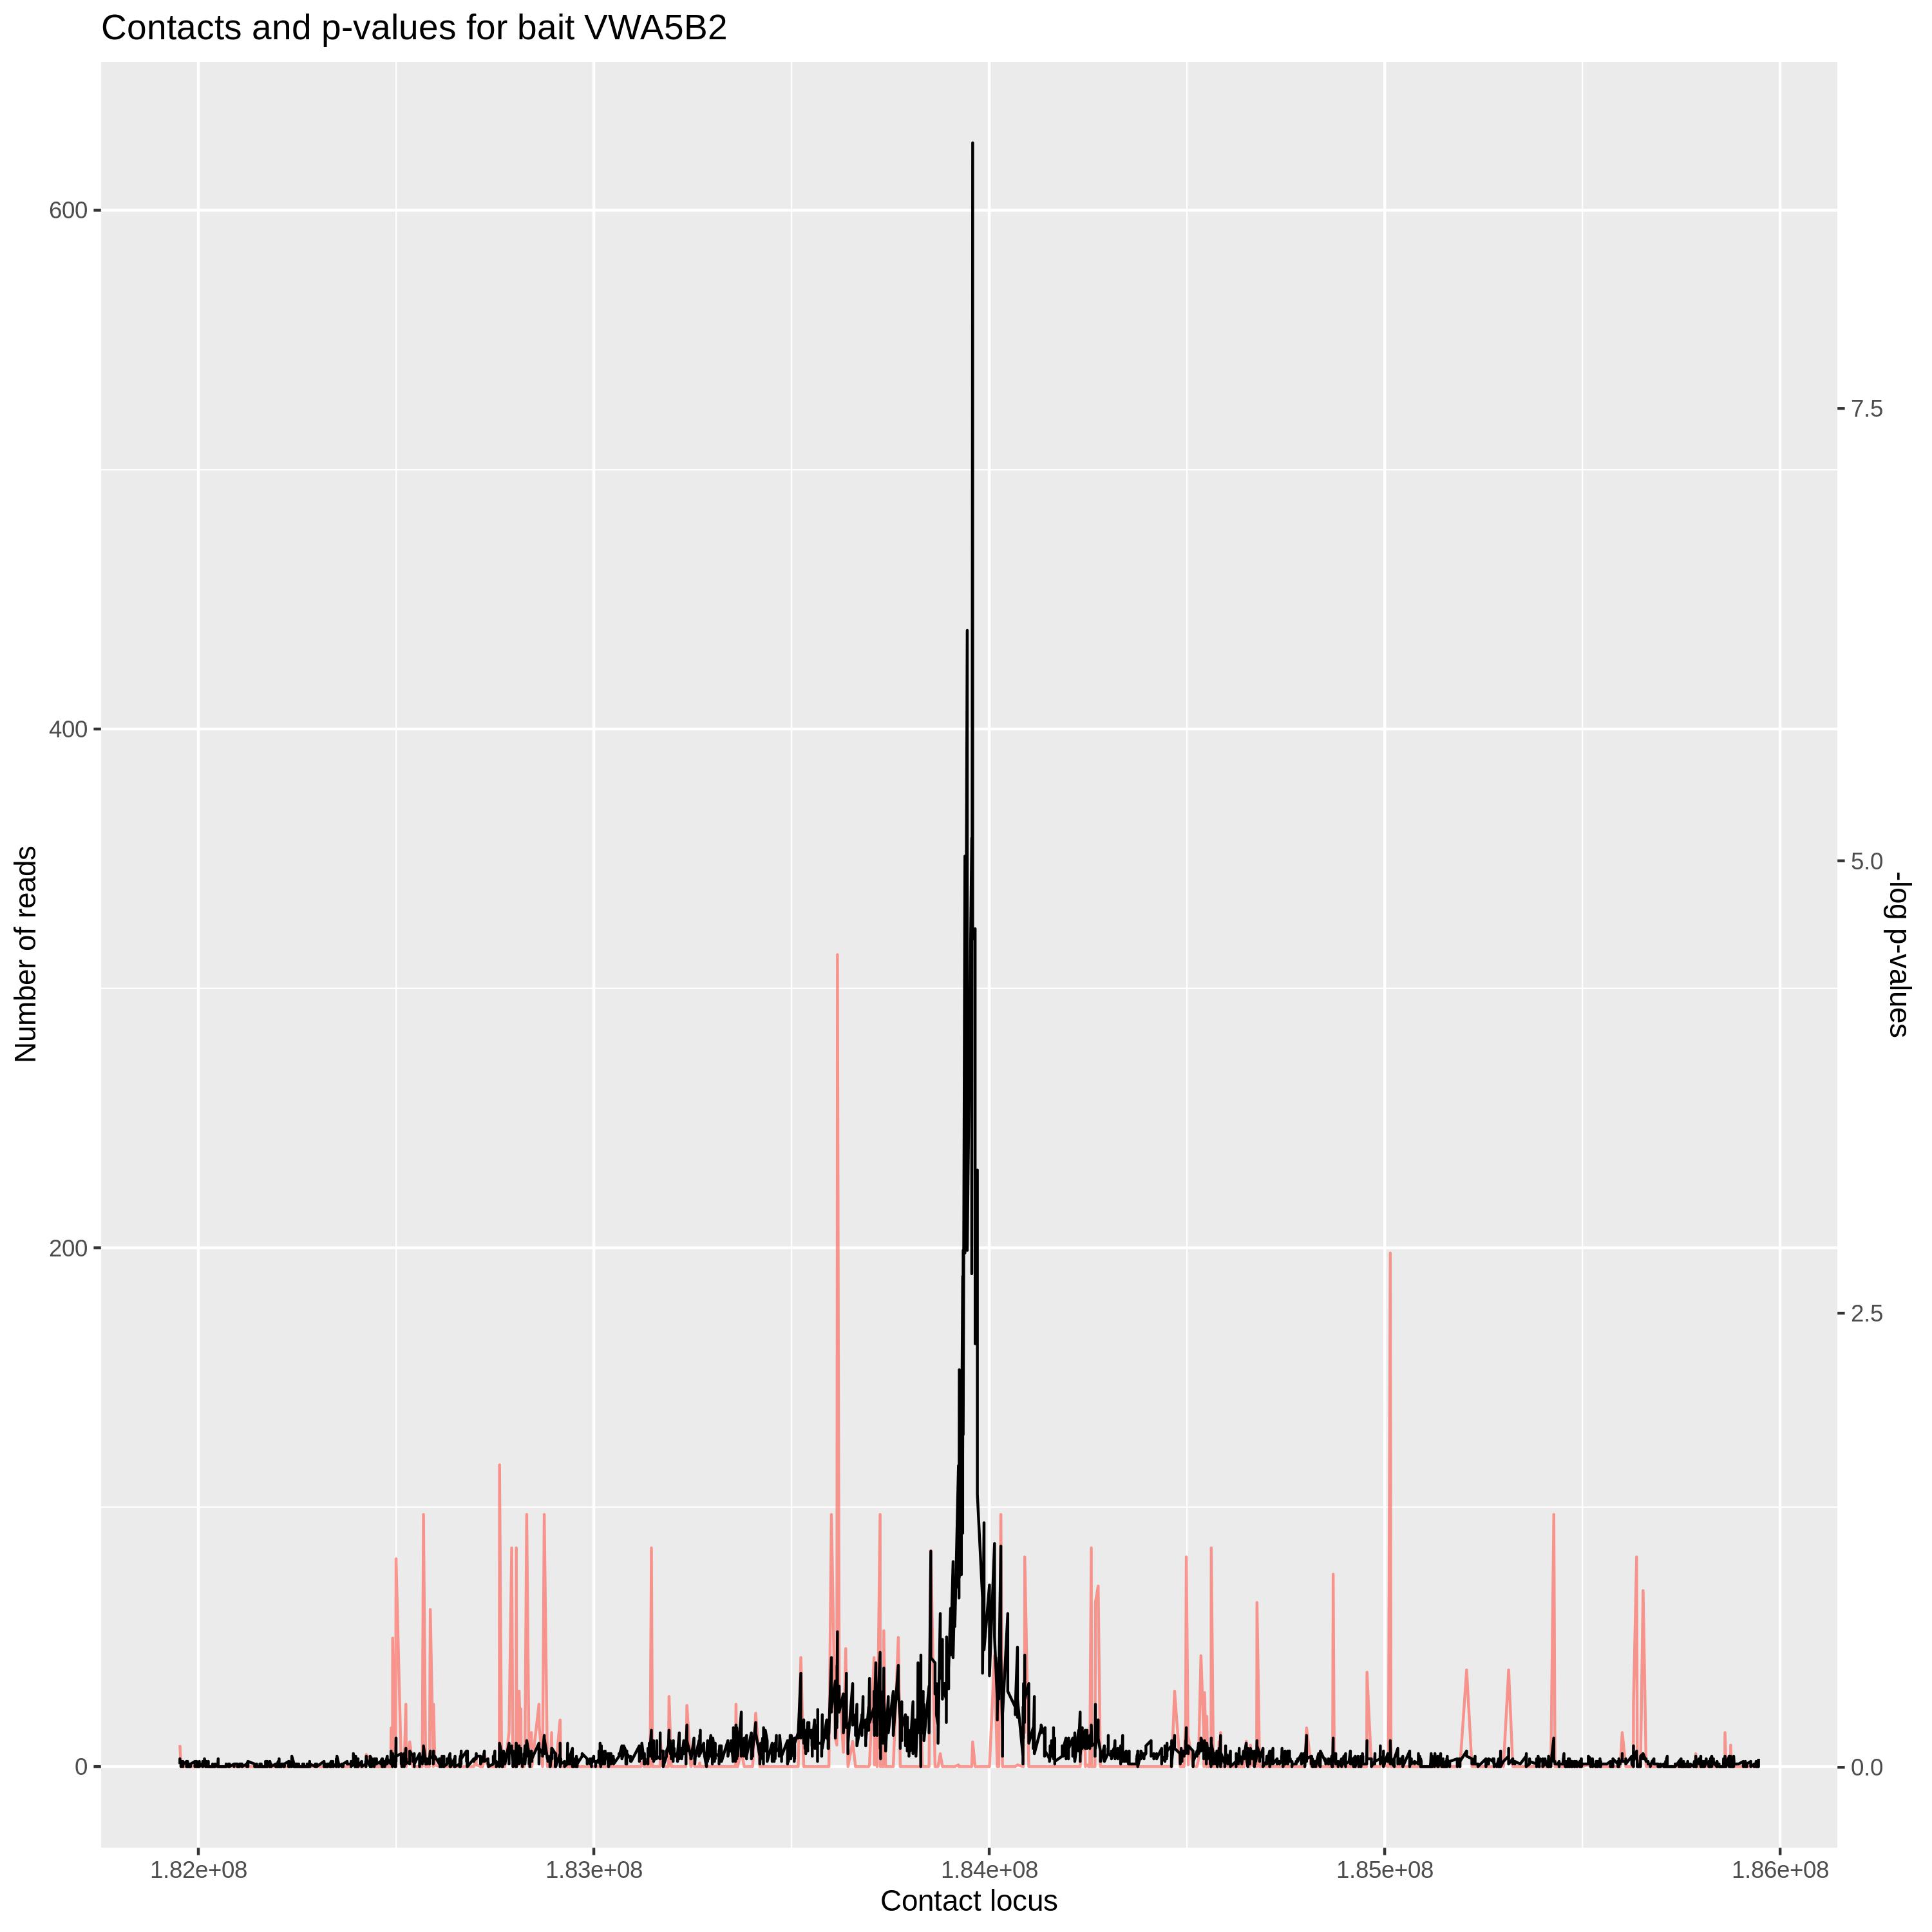 Contacts and p-values for bait VWA5B2
Number of reads
600
400
200
0
7.5
5.0
2.5
0.0
-log p-values
1.82e+08
1.83e+08
1.84e+08
1.85e+08
1.86e+08
Contact locus